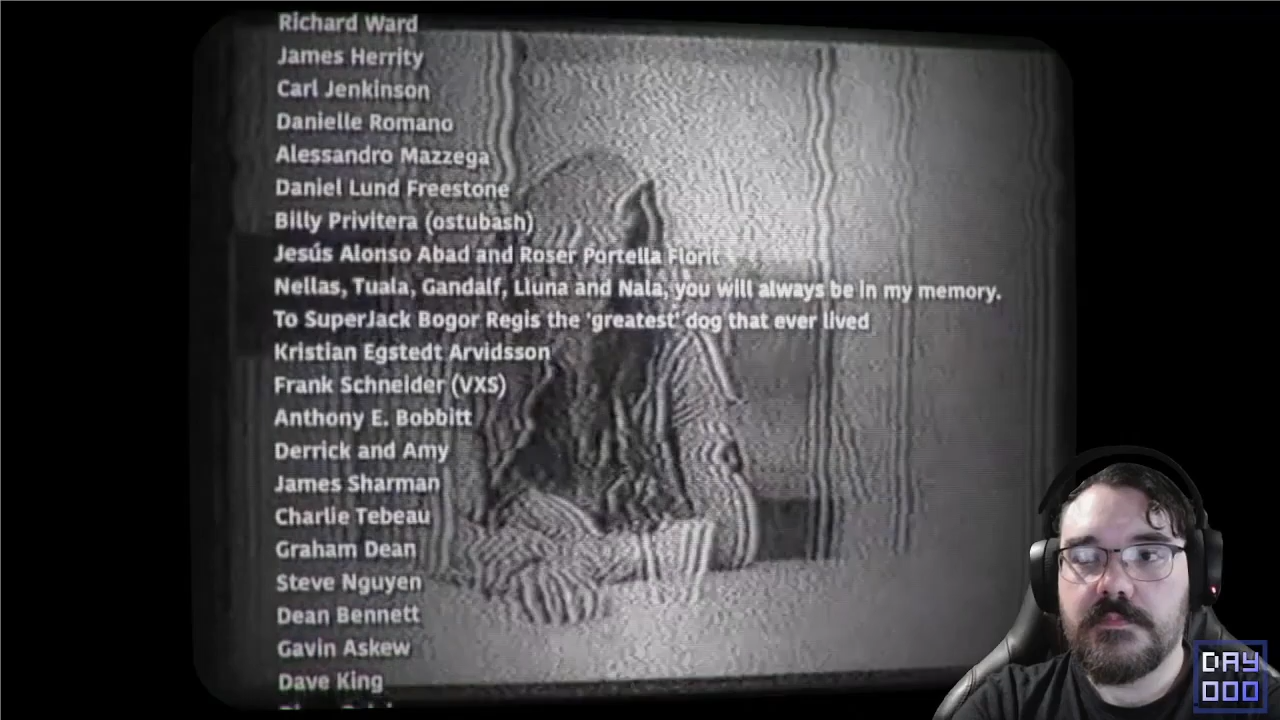 Richard Ward
James Herrity
Carl Jenkinson
Danielle Romano
Alessandro Mazzega
Daniel Lund Freestone
Billy Privitera (ostubash)
Jesús Alonso Abad and Roser Portella Florit
Nellas, Tuala, Gandalf, Lluna and Nala, you will always be in my memory.
To SuperJack Bogor Regis the 'greatest' dog that ever lived
Kristian Egstedt Arvidsson
Frank Schneider (VXS)
Anthony E. Bobbitt
Derrick and Amy
James Sharman
Charlie Tebeau
Graham Dean
Steve Nguyen
Dean Bennett
Gavin Askew
Dave King
DAY
000